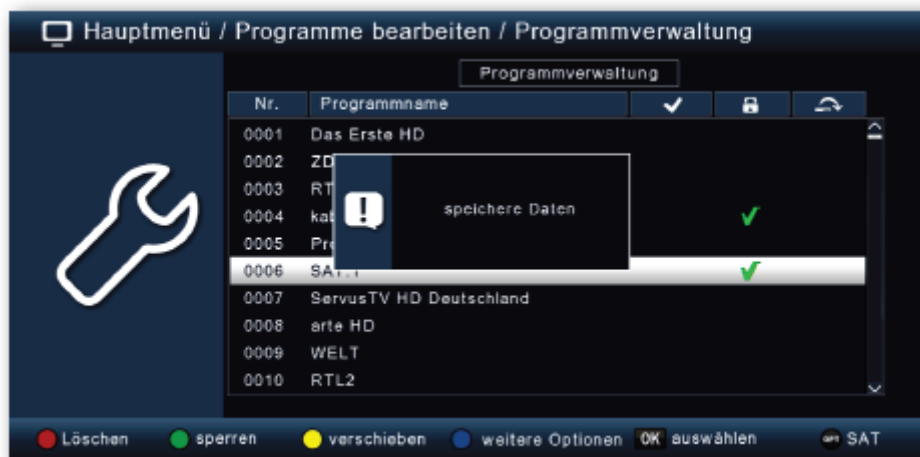 Hauptmenü / Programme bearbeiten / Programmverwaltung
Programmverwaltung
Nr. Programmname
0001 Das Erste HD
0002 ZD
0003 RT
0004 kab
speichere Daten
0005 Pro
0006 SAT.1
0007 ServusTV HD Deutschland
0008 arte HD
0009 WELT
0010 RTL2
Löschen sperren verschieben weitere Optionen OK auswählen OPT SAT